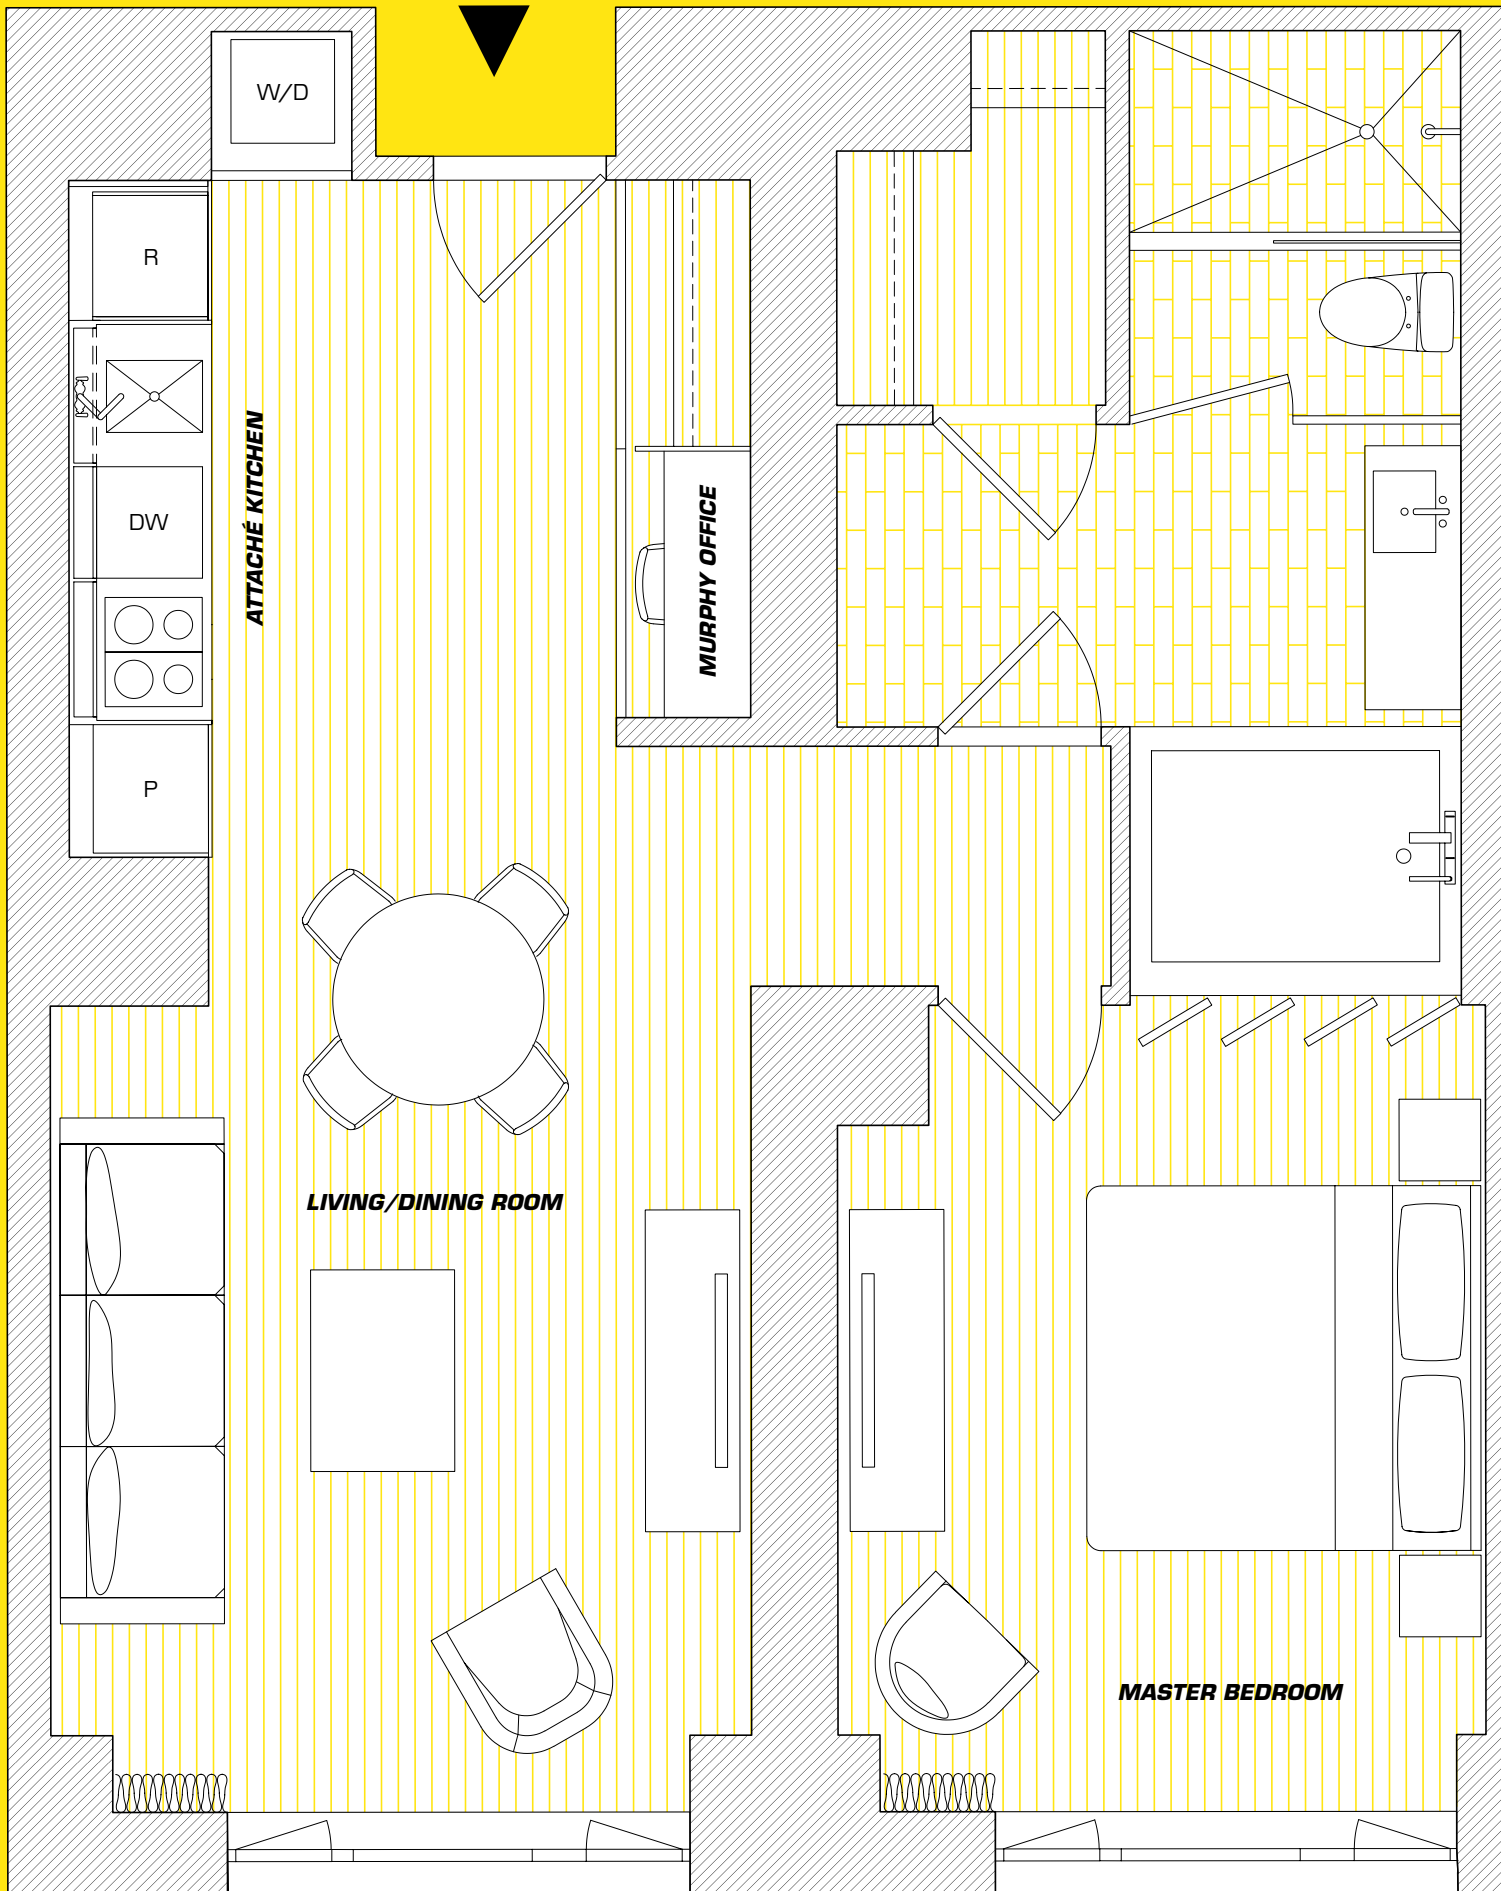 W/D
R
ATTACHÉ KITCHEN
DW
MURPHY OFFICE
P
LIVING/DINING ROOM
MASTER BEDROOM